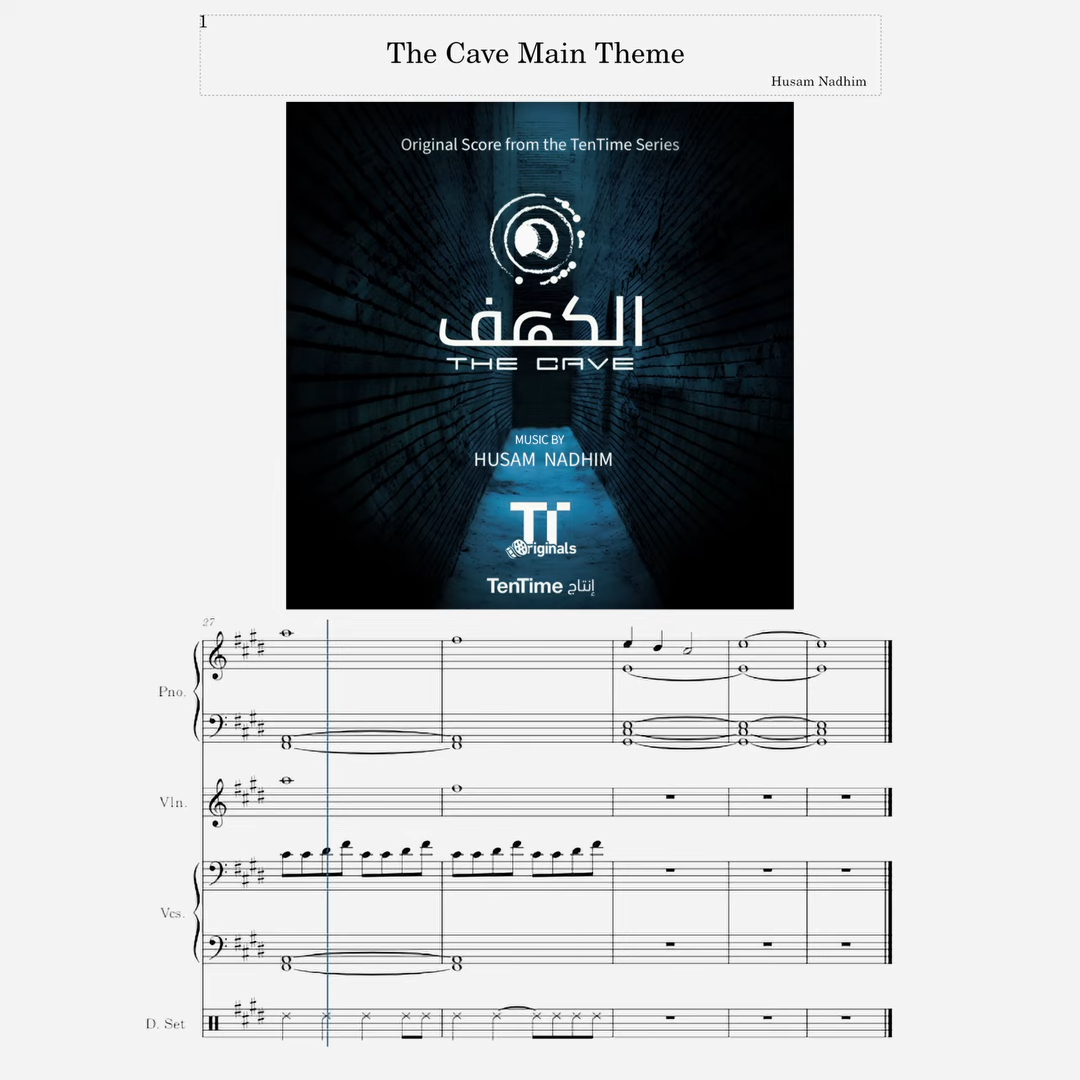 1
The Cave Main Theme
Husam Nadhim
Original Score from the TenTime Series
الكهف
THE CAVE
MUSIC BY
HUSAM NADHIM
TT
Originals
TenTime إنتاج
27
Pno.
Vln.
Vcs.
D. Set